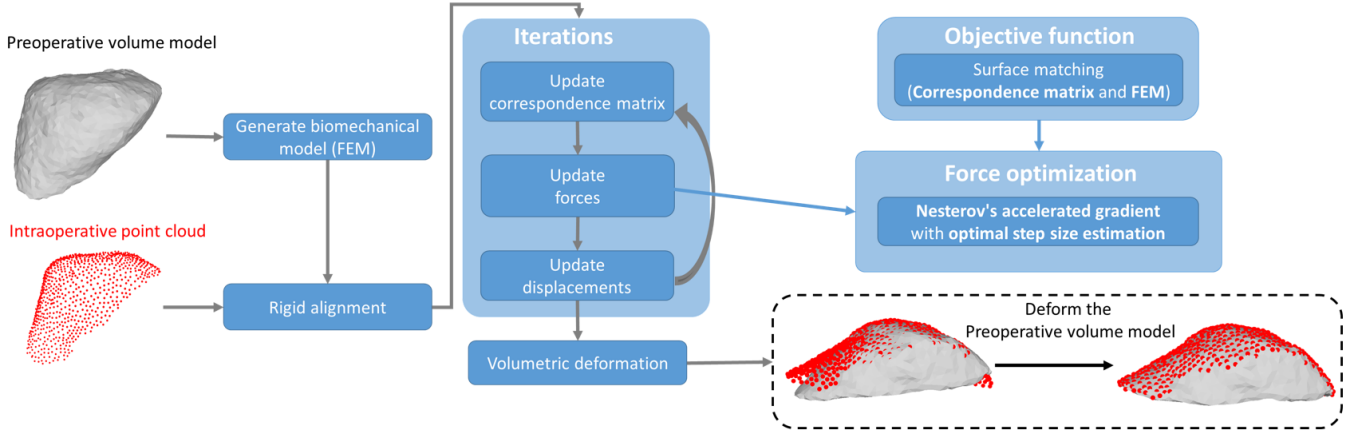 Preoperative volume model
Generate biomechanical
model (FEM)
Intraoperative point cloud
Rigid alignment
Iterations
Update
correspondence matrix
Update
forces
Update
displacements
Volumetric deformation
Objective function
Surface matching
(Correspondence matrix and FEM)
Force optimization
Nesterov's accelerated gradient
with optimal step size estimation
Deform the
Preoperative volume model